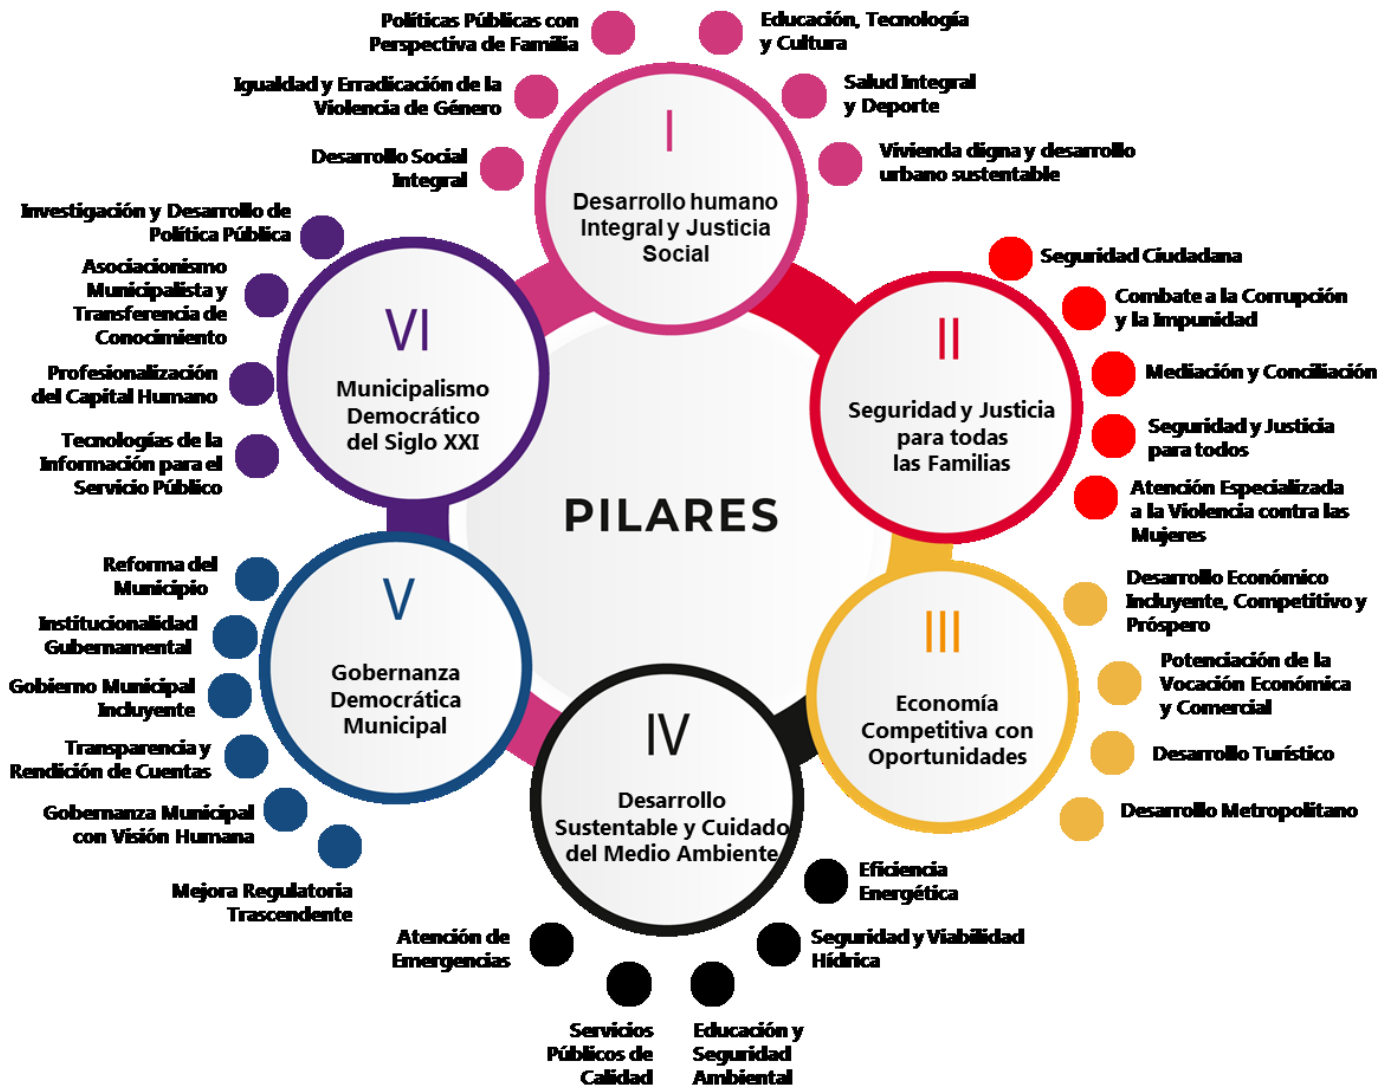 Políticas Públicas con
Perspectiva de Familia
Educación, Tecnología
y Cultura
Igualdad y Erradicación de la
Violencia de Género
Salud Integral
y Deporte
Desarrollo Social
Integral
Vivienda digna y desarrollo
urbano sustentable
I
Desarrollo humano
Integral y Justicia
Social
Seguridad Ciudadana
Combate a la Corrupción
y la Impunidad
Mediación y Conciliación
Seguridad y Justicia
para todos
Atención Especializada
a la Violencia contra las
Mujeres
II
Seguridad y Justicia
para todas
las Familias
Desarrollo Económico
Incluyente, Competitivo y
Próspero
Potenciación de la
Vocación Económica
y Comercial
Desarrollo Turístico
Desarrollo Metropolitano
III
Economía
Competitiva con
Oportunidades
PILARES
IV
Desarrollo
Sustentable y Cuidado
del Medio Ambiente
Eficiencia
Energética
Seguridad y Viabilidad
Hídrica
Educación y
Seguridad
Ambiental
Servicios
Públicos de
Calidad
Atención de
Emergencias
V
Gobernanza
Democrática
Municipal
Reforma del
Municipio
Institucionalidad
Gubernamental
Gobierno Municipal
Incluyente
Transparencia y
Rendición de Cuentas
Gobernanza Municipal
con Visión Humana
Mejora Regulatoria
Trascendente
VI
Municipalismo
Democrático
del Siglo XXI
Investigación y Desarrollo de
Política Pública
Asociacionismo
Municipalista y
Transferencia de
Conocimiento
Profesionalización
del Capital Humano
Tecnologías de la
Información para el
Servicio Público